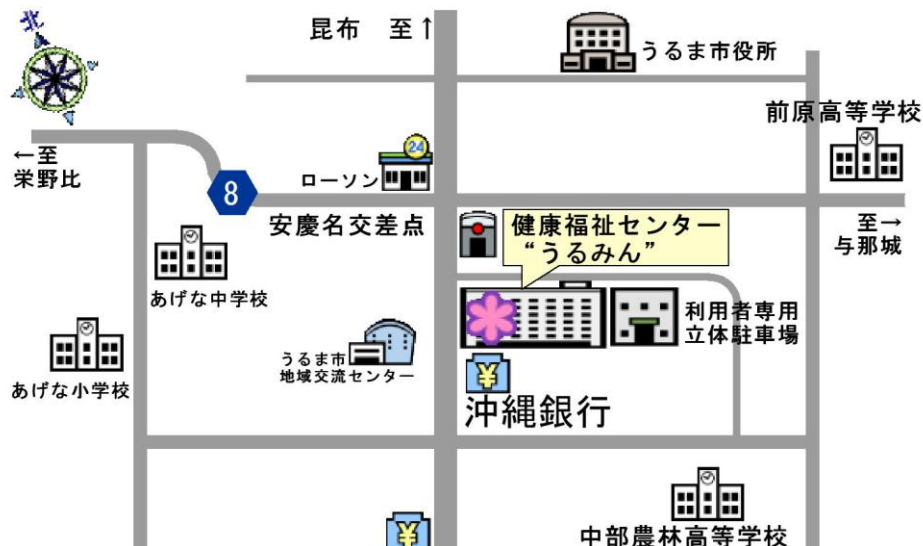 北
昆布 至↑
うるま市役所
前原高等学校
←至
栄野比
24
ローソン
8
安慶名交差点
健康福祉センター
“うるみん”
至→
与那城
あげな中学校
利用者専用
立体駐車場
うるま市
地域交流センター
あげな小学校
¥
沖縄銀行
¥
中部農林高等学校